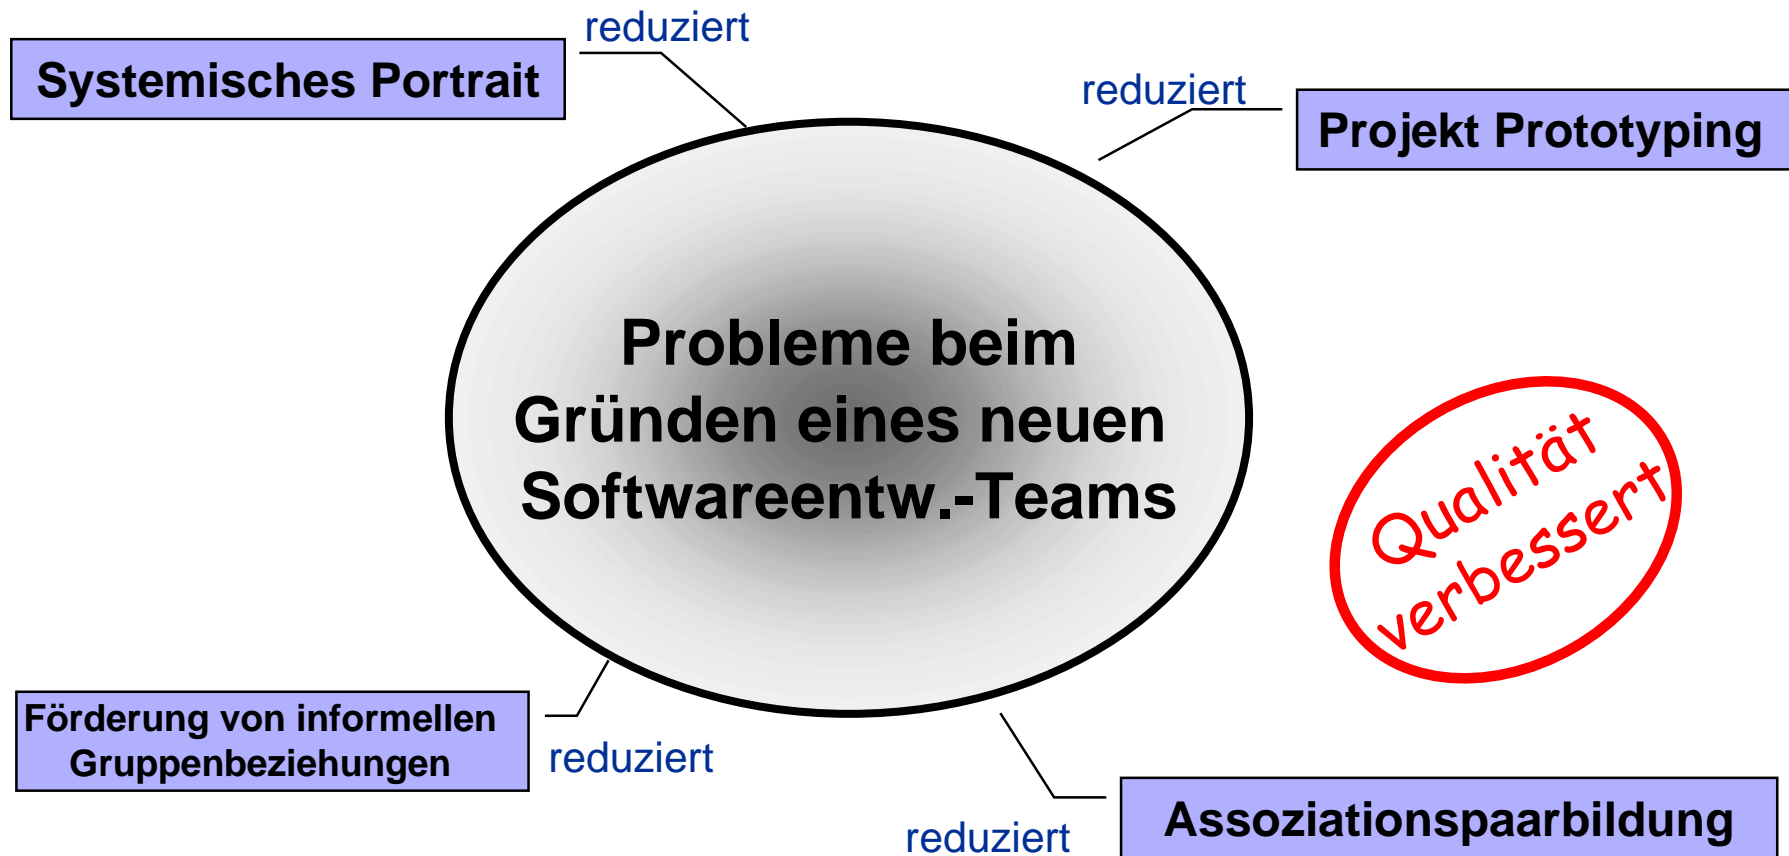 reduziert
Systemisches Portrait
reduziert
Projekt Prototyping
Probleme beim
Gründen eines neuen
Softwareentw.-Teams
Qualität
verbessert
Förderung von informellen
Gruppenbeziehungen
reduziert
Assoziationspaarbildung
reduziert